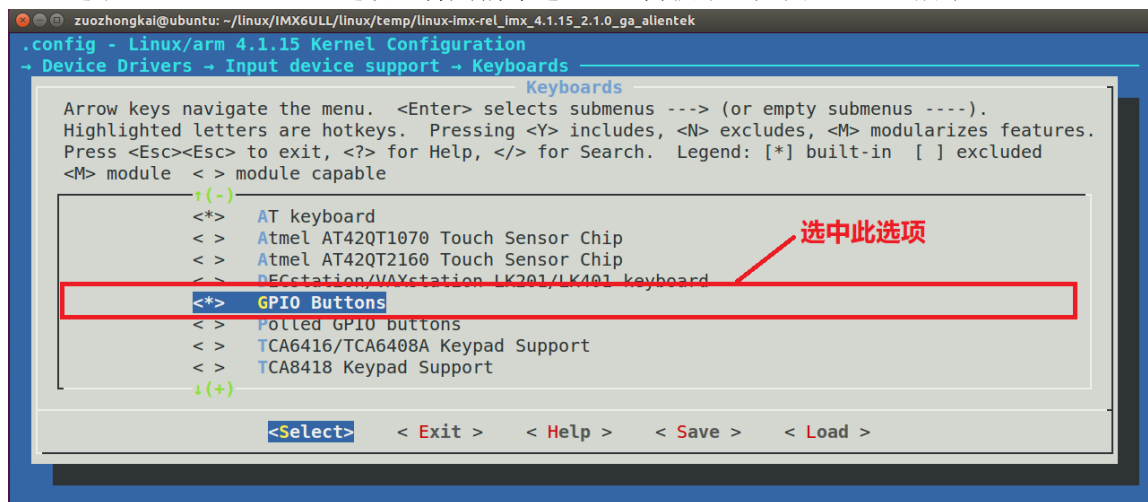 zuozhongkai@ubuntu: ~/linux/IMX6ULL/linux/temp/linux-imx-rel_imx_4.1.15_2.1.0_ga_alientek
.config - Linux/arm 4.1.15 Kernel Configuration
→ Device Drivers → Input device support → Keyboards
Keyboards
Arrow keys navigate the menu.  <Enter> selects submenus ---> (or empty submenus ----).
Highlighted letters are hotkeys.  Pressing <Y> includes, <N> excludes, <M> modularizes features.
Press <Esc><Esc> to exit, <?> for Help, </> for Search.  Legend: [*] built-in  [ ] excluded
<M> module  < > module capable
↑(-)
<*>   AT keyboard
< >   Atmel AT42QT1070 Touch Sensor Chip
选中此选项
< >   Atmel AT42QT2160 Touch Sensor Chip
< >   DECstation/VAXstation LK201/LK401 keyboard
<*>   GPIO Buttons
< >   Polled GPIO buttons
< >   TCA6416/TCA6408A Keypad Support
< >   TCA8418 Keypad Support
↓(+)
<Select>    < Exit >    < Help >    < Save >    < Load >